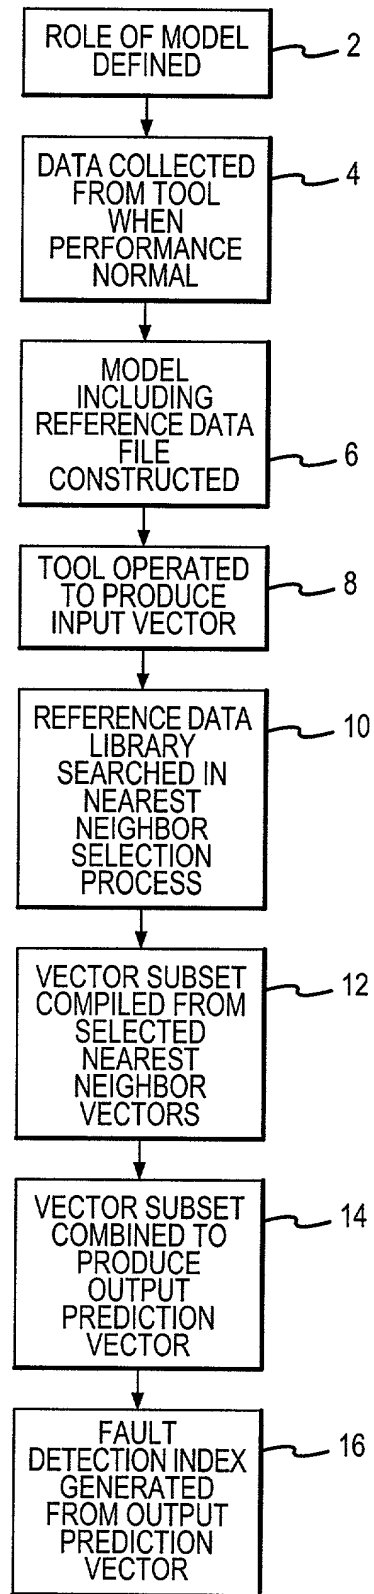 ROLE OF MODEL
DEFINED
2
DATA COLLECTED
FROM TOOL
WHEN
PERFORMANCE
NORMAL
4
MODEL
INCLUDING
REFERENCE DATA
FILE
CONSTRUCTED
6
TOOL OPERATED
TO PRODUCE
INPUT VECTOR
8
REFERENCE DATA
LIBRARY
SEARCHED IN
NEAREST
NEIGHBOR
SELECTION
PROCESS
10
VECTOR SUBSET
COMPILED FROM
SELECTED
NEAREST
NEIGHBOR
VECTORS
12
VECTOR SUBSET
COMBINED TO
PRODUCE
OUTPUT
PREDICTION
VECTOR
14
FAULT
DETECTION INDEX
GENERATED
FROM OUTPUT
PREDICTION
VECTOR
16